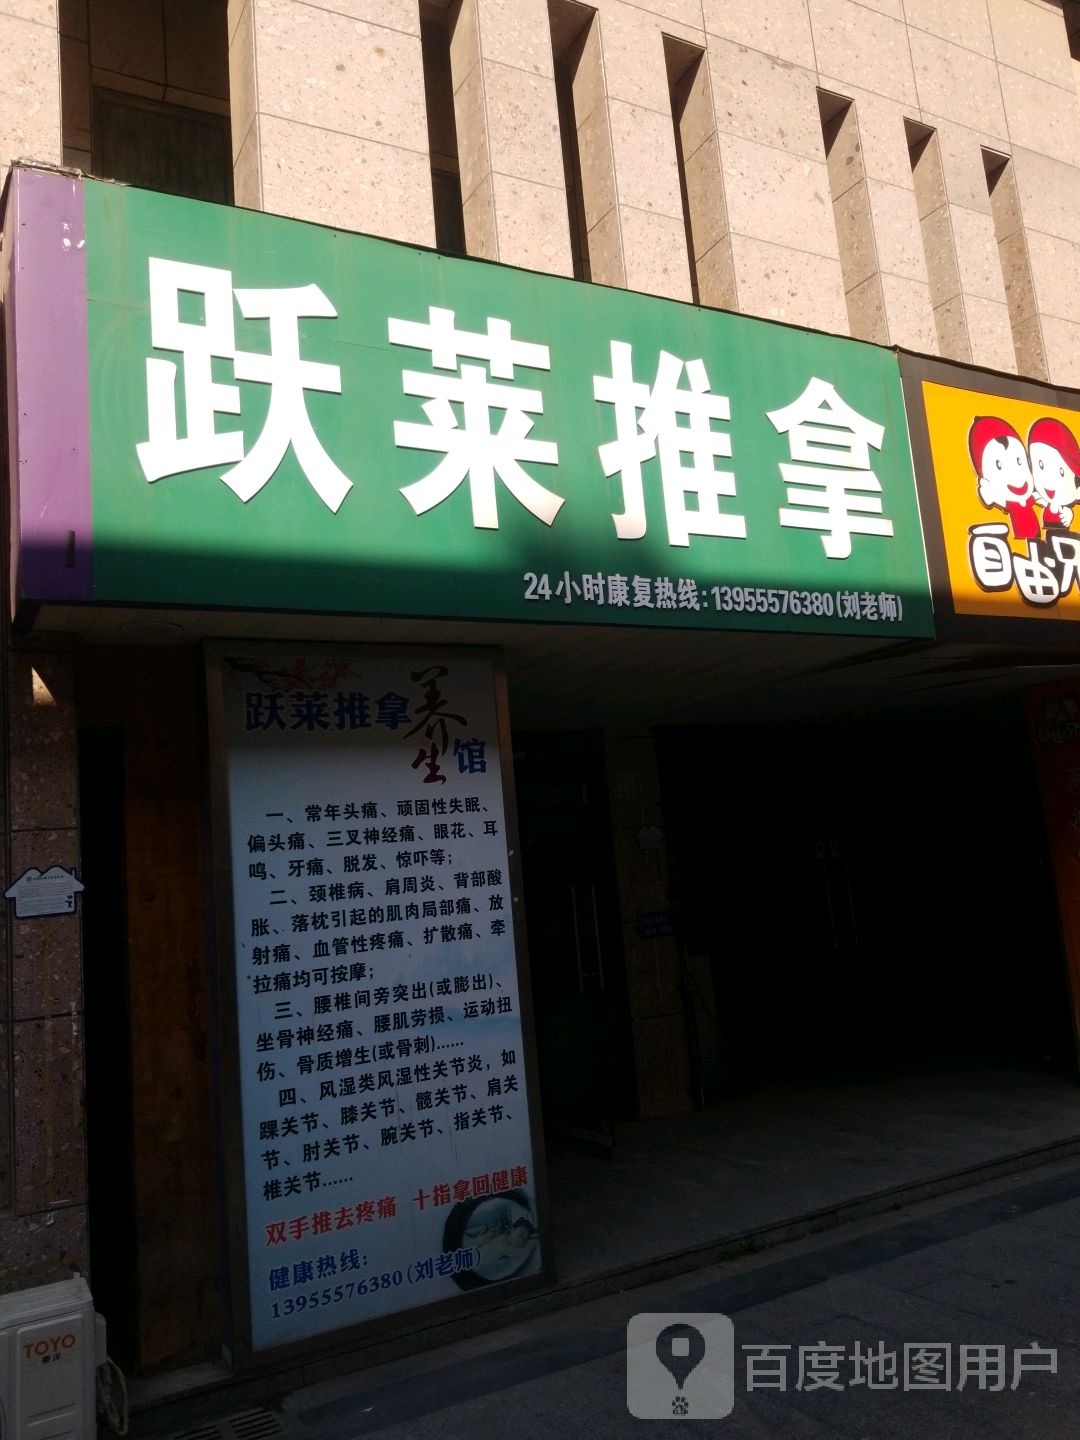 跃莱推拿
24小时康复热线：13955576380(刘老师)
自由兄
跃莱推拿养生馆
一、常年头痛、顽固性失眠、
偏头痛、三叉神经痛、眼花、耳
鸣、牙痛、脱发、惊吓等；
二、颈椎病、肩周炎、背部酸
胀、落枕引起的肌肉局部痛、放
射痛、血管性疼痛、扩散痛、牵
拉痛均可按摩；
三、腰椎间旁突出(或膨出)、
坐骨神经痛、腰肌劳损、运动扭
伤、骨质增生(或骨刺)……
四、风湿类风湿性关节炎，如
踝关节、膝关节、髋关节、肩关
节、肘关节、腕关节、指关节、
椎关节……
双手推去疼痛 十指拿回健康
健康热线：
13955576380(刘老师)
TOYO
東洋
百度地图用户